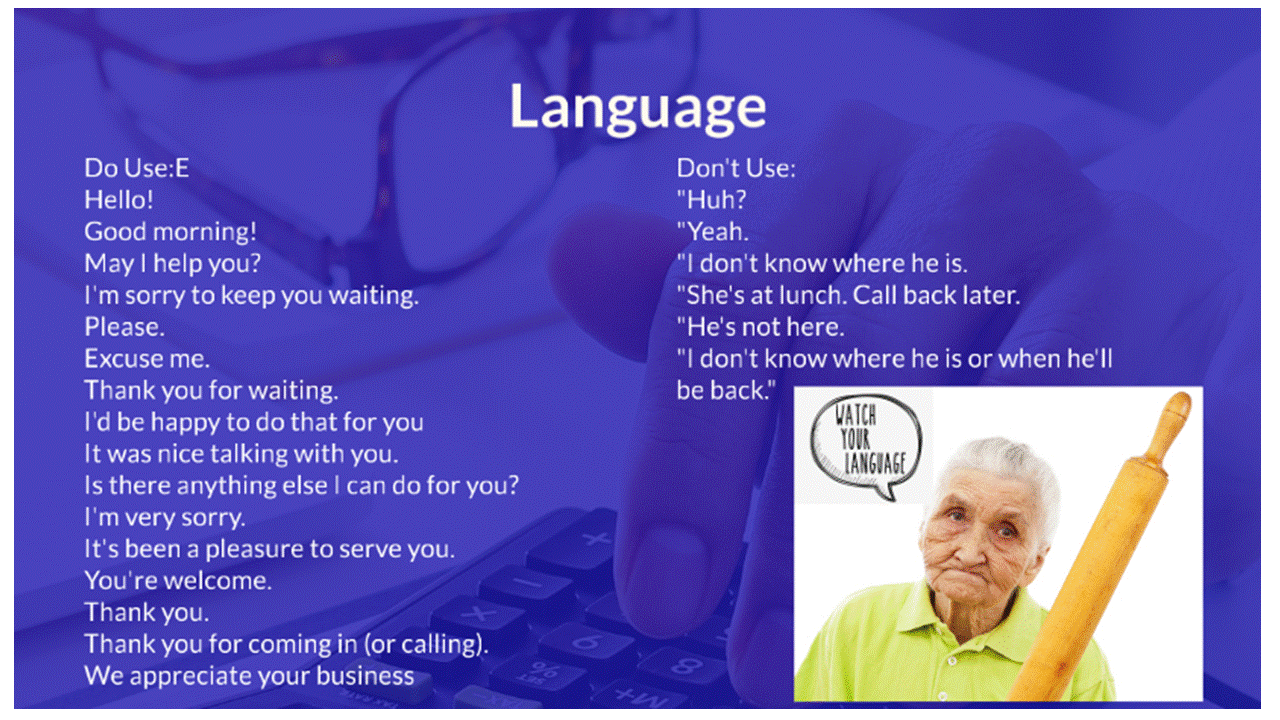 Language
Do Use:E
Hello!
Good morning!
May I help you?
I'm sorry to keep you waiting.
Please.
Excuse me.
Thank you for waiting.
I'd be happy to do that for you
It was nice talking with you.
Is there anything else I can do for you?
I'm very sorry.
It's been a pleasure to serve you.
You're welcome.
Thank you.
Thank you for coming in (or calling).
We appreciate your business
Don't Use:
"Huh?
"Yeah.
"I don't know where he is.
"She's at lunch. Call back later.
"He's not here.
"I don't know where he is or when he'll
be back."
WATCH
YOUR
LANGUAGE
+
−
×
9
8
%
SET
M+
TAX RATE